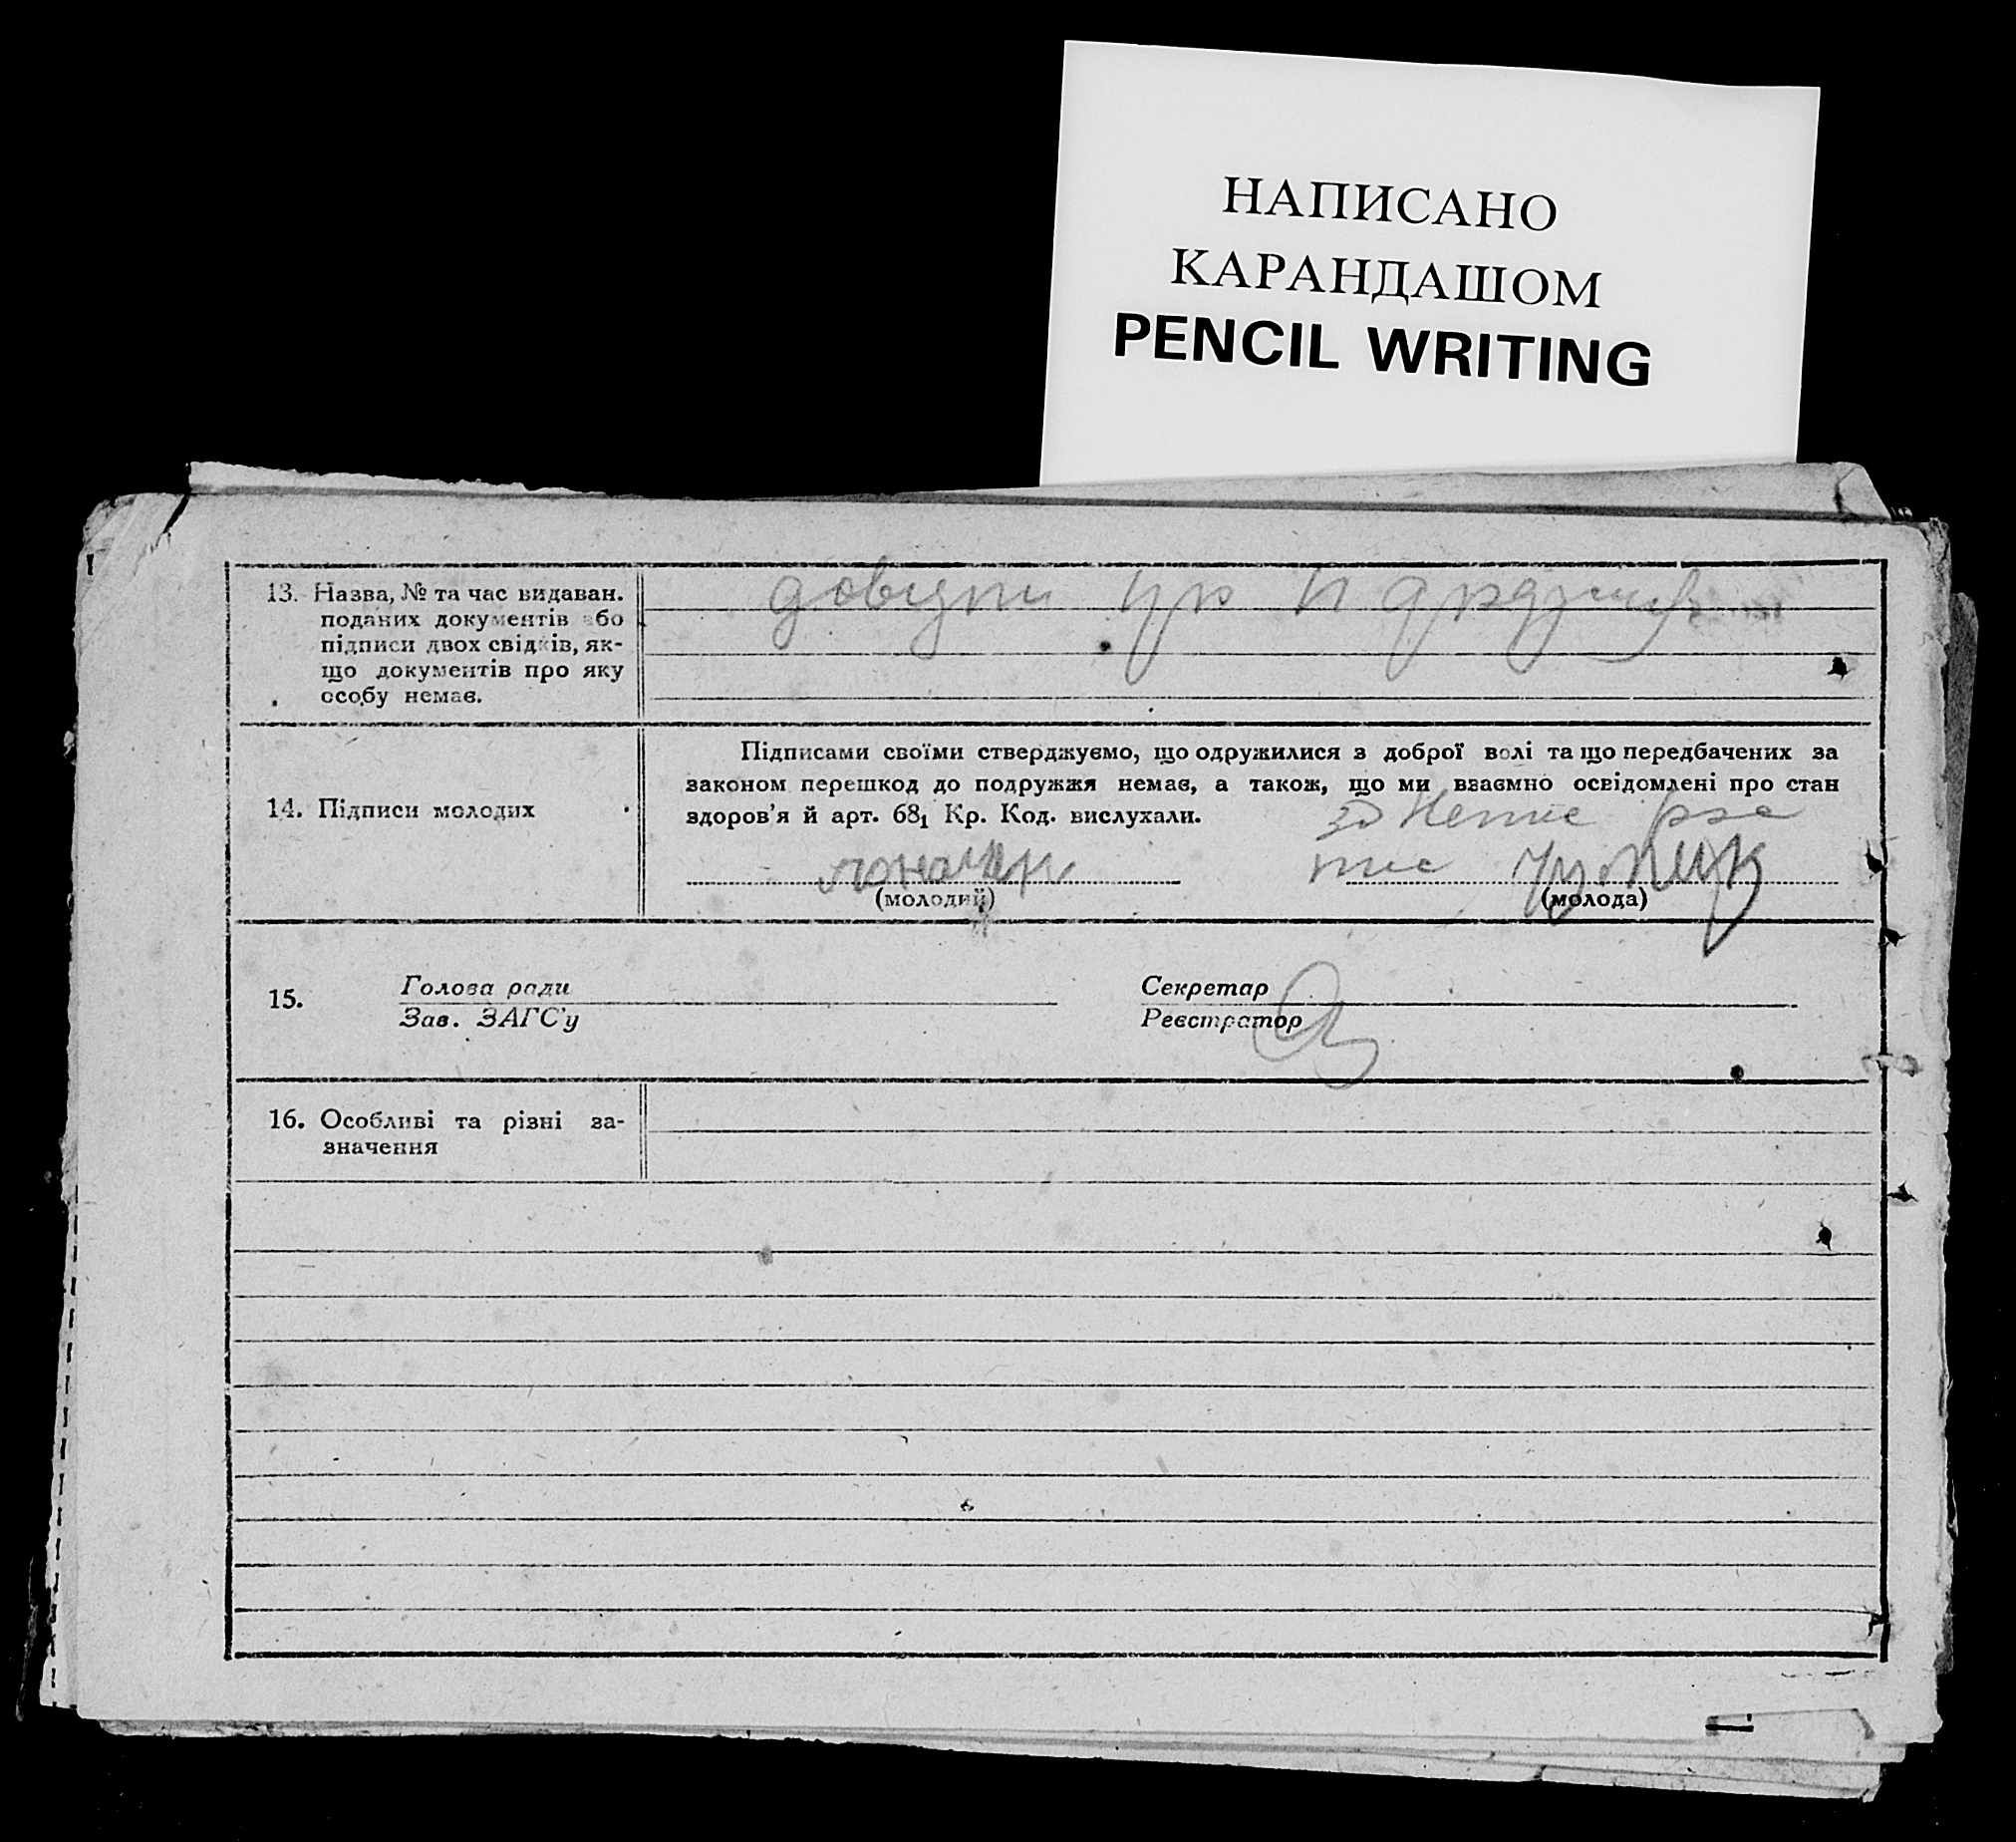 НАПИСАНО
КАРАНДАШОМ
PENCIL WRITING
13. Назва, № та час видаван.
поданих документів або
підписи двох свідків, як-
що документів про яку
особу немає.
14. Підписи молодих
Підписами своїми стверджуємо, що одружилися з доброї волі та що передбачених за
законом перешкод до подружжя немає, а також, що ми взаємно освідомлені про стан
здоров'я й арт. 68₁ Кр. Код. вислухали.
(молодий)
(молода)
15.
Голова ради
Зав. ЗАГС'у
Секретар
Реєстратор
16. Особливі та різні за-
значення